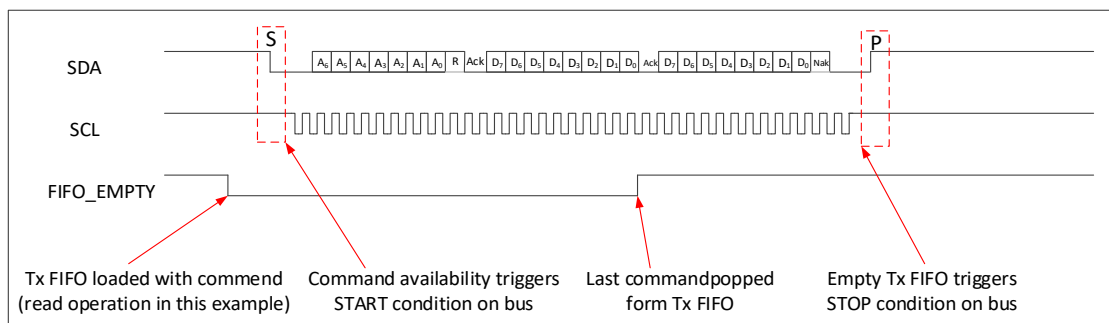 S
P
SDA
A6 A5 A4 A3 A2 A1 A0 R Ack D7 D6 D5 D4 D3 D2 D1 D0 Ack D7 D6 D5 D4 D3 D2 D1 D0 Nak
SCL
FIFO_EMPTY
Tx FIFO loaded with commend
(read operation in this example)
Command availability triggers
START condition on bus
Last commandpopped
form Tx FIFO
Empty Tx FIFO triggers
STOP condition on bus